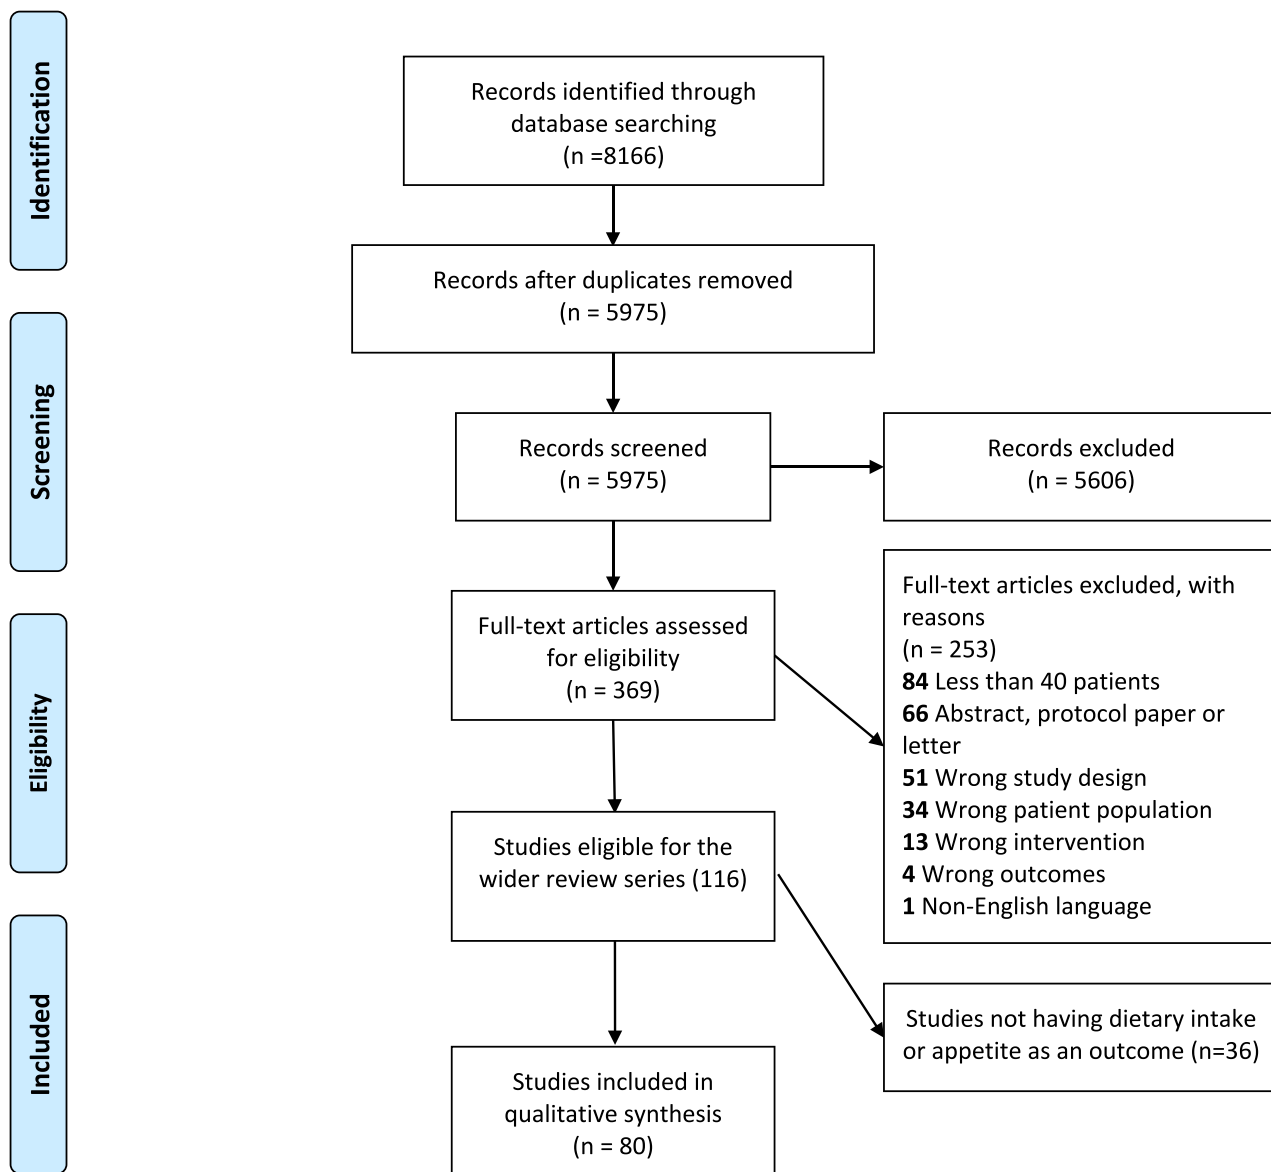 Identification
Records identified through
database searching
(n =8166)
Records after duplicates removed
(n = 5975)
Screening
Records screened
(n = 5975)
Records excluded
(n = 5606)
Eligibility
Full-text articles assessed
for eligibility
(n = 369)
Full-text articles excluded, with
reasons
(n = 253)
84 Less than 40 patients
66 Abstract, protocol paper or
letter
51 Wrong study design
34 Wrong patient population
13 Wrong intervention
4 Wrong outcomes
1 Non-English language
Studies eligible for the
wider review series (116)
Studies not having dietary intake
or appetite as an outcome (n=36)
Included
Studies included in
qualitative synthesis
(n = 80)